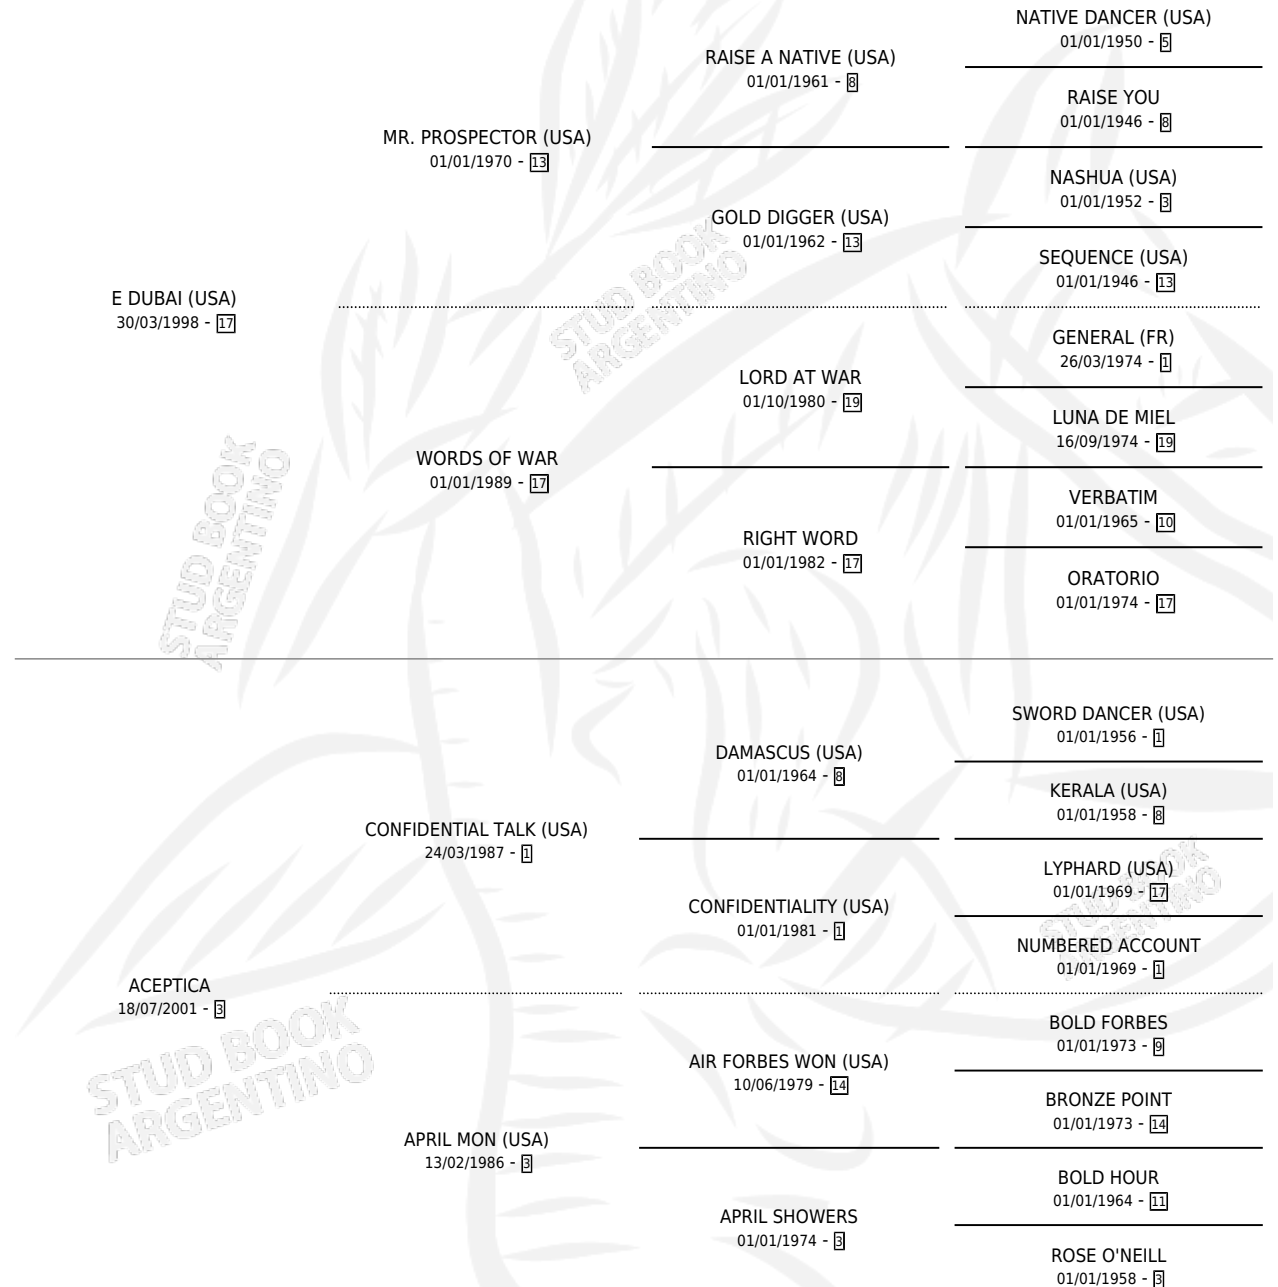 NATIVE DANCER (USA)
01/01/1950 - 5
RAISE A NATIVE (USA)
01/01/1961 - 8
RAISE YOU
01/01/1946 - 8
MR. PROSPECTOR (USA)
01/01/1970 - 13
NASHUA (USA)
01/01/1952 - 3
GOLD DIGGER (USA)
01/01/1962 - 13
SEQUENCE (USA)
01/01/1946 - 13
E DUBAI (USA)
30/03/1998 - 17
GENERAL (FR)
26/03/1974 - 1
LORD AT WAR
01/10/1980 - 19
LUNA DE MIEL
16/09/1974 - 19
WORDS OF WAR
01/01/1989 - 17
VERBATIM
01/01/1965 - 10
RIGHT WORD
01/01/1982 - 17
ORATORIO
01/01/1974 - 17
SWORD DANCER (USA)
01/01/1956 - 1
DAMASCUS (USA)
01/01/1964 - 8
KERALA (USA)
01/01/1958 - 8
CONFIDENTIAL TALK (USA)
24/03/1987 - 1
LYPHARD (USA)
01/01/1969 - 17
CONFIDENTIALITY (USA)
01/01/1981 - 1
NUMBERED ACCOUNT
01/01/1969 - 1
ACEPTICA
18/07/2001 - 3
BOLD FORBES
01/01/1973 - 9
AIR FORBES WON (USA)
10/06/1979 - 14
BRONZE POINT
01/01/1973 - 14
APRIL MON (USA)
13/02/1986 - 3
BOLD HOUR
01/01/1964 - 11
APRIL SHOWERS
01/01/1974 - 3
ROSE O'NEILL
01/01/1958 - 3
STUD BOOK
ARGENTINO
STUD BOOK
ARGENTINO
STUD BOOK
ARGENTINO
STUD BOOK
ARGENTINO